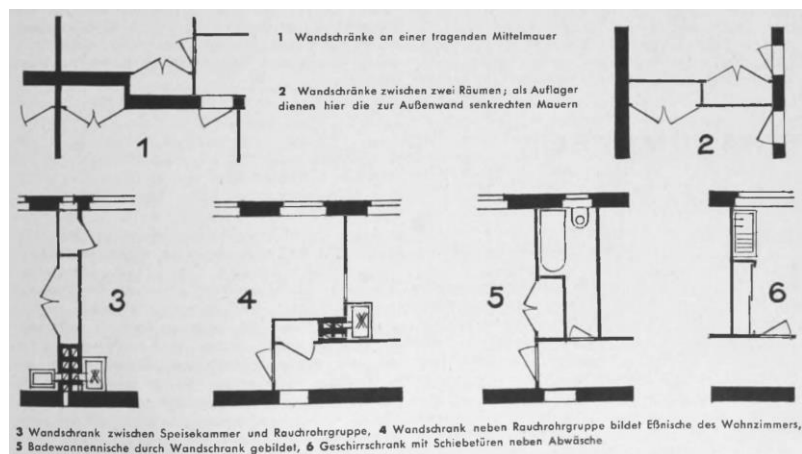 1 Wandschränke an einer tragenden Mittelmauer
2 Wandschränke zwischen zwei Räumen; als Auflager
dienen hier die zur Außenwand senkrechten Mauern
1
2
3
4
5
6
3 Wandschrank zwischen Speisekammer und Rauchrohrgruppe, 4 Wandschrank neben Rauchrohrgruppe bildet Eßnische des Wohnzimmers,
5 Badewannennische durch Wandschrank gebildet, 6 Geschirrschrank mit Schiebetüren neben Abwäsche